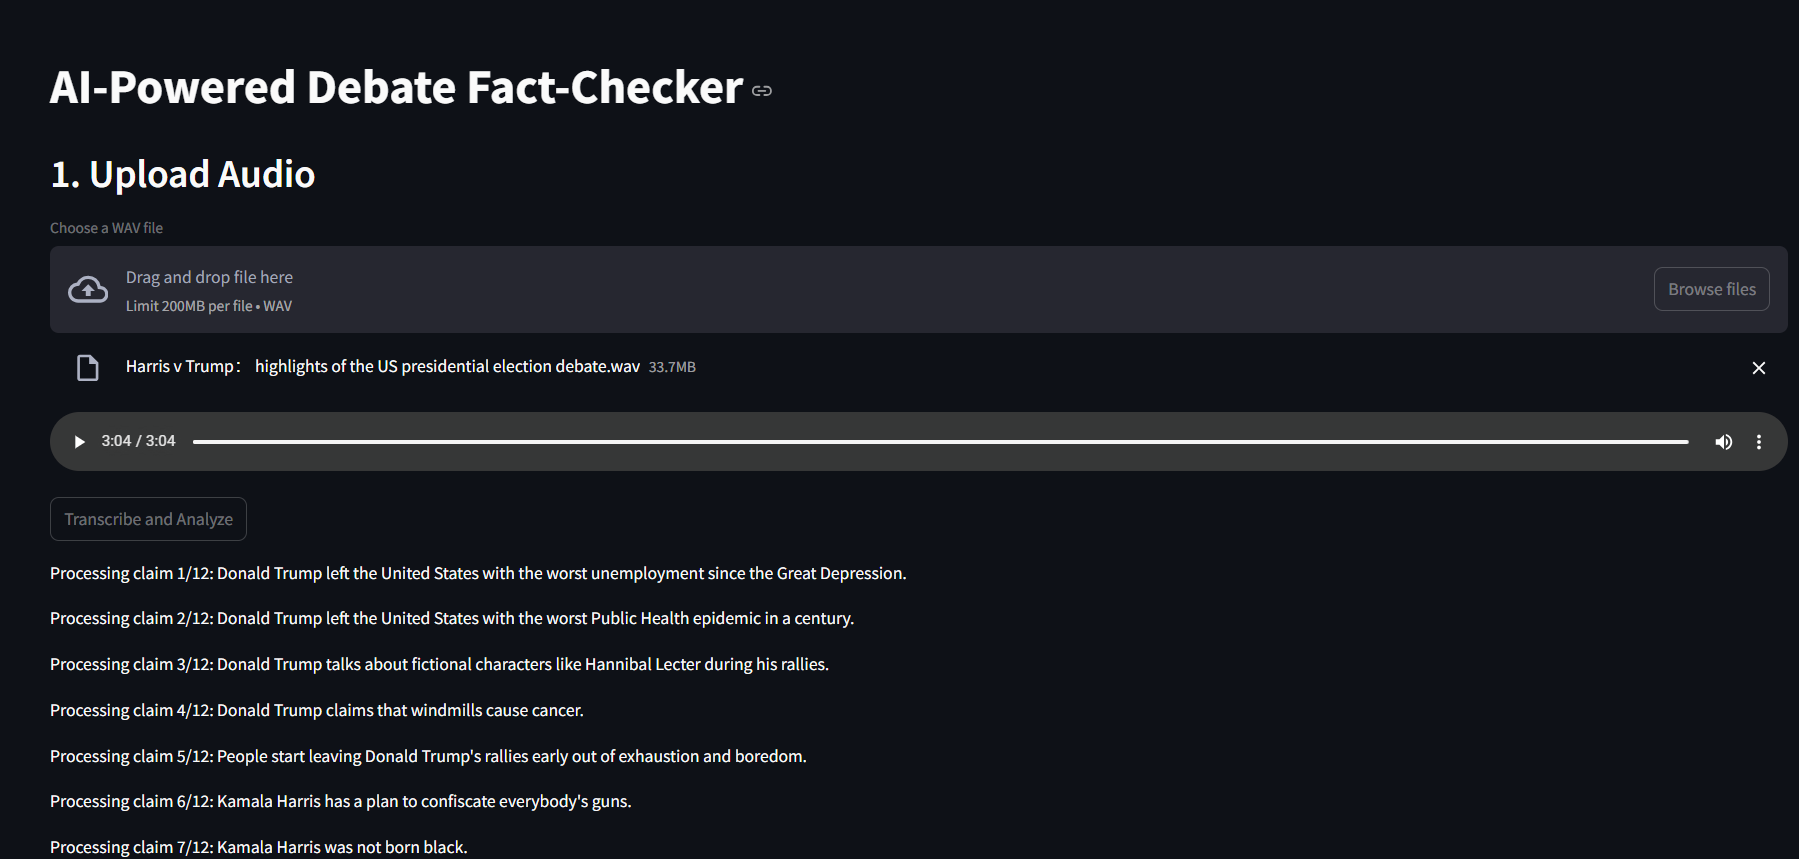 AI-Powered Debate Fact-Checker
1. Upload Audio
Choose a WAV file
Drag and drop file here
Limit 200MB per file • WAV
Browse files
Harris v Trump： highlights of the US presidential election debate.wav 33.7MB
3:04 / 3:04
Transcribe and Analyze
Processing claim 1/12: Donald Trump left the United States with the worst unemployment since the Great Depression.
Processing claim 2/12: Donald Trump left the United States with the worst Public Health epidemic in a century.
Processing claim 3/12: Donald Trump talks about fictional characters like Hannibal Lecter during his rallies.
Processing claim 4/12: Donald Trump claims that windmills cause cancer.
Processing claim 5/12: People start leaving Donald Trump's rallies early out of exhaustion and boredom.
Processing claim 6/12: Kamala Harris has a plan to confiscate everybody's guns.
Processing claim 7/12: Kamala Harris was not born black.